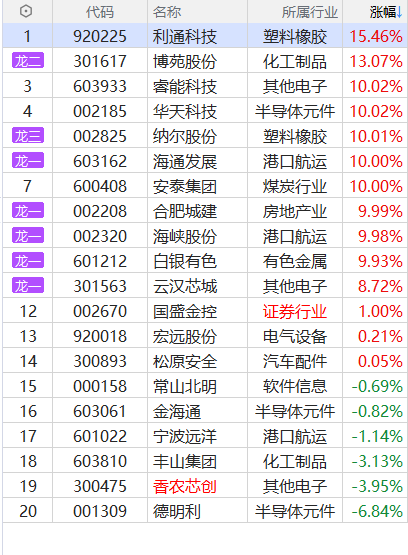 代码 名称 所属行业 涨幅↓
1 920225 利通科技 塑料橡胶 15.46%
龙二 301617 博苑股份 化工制品 13.07%
3 603933 睿能科技 其他电子 10.02%
4 002185 华天科技 半导体元件 10.02%
龙三 002825 纳尔股份 塑料橡胶 10.01%
龙一 603162 海通发展 港口航运 10.00%
7 600408 安泰集团 煤炭行业 10.00%
龙一 002208 合肥城建 房地产业 9.99%
龙二 002320 海峡股份 港口航运 9.98%
龙一 601212 白银有色 有色金属 9.93%
龙一 301563 云汉芯城 其他电子 8.72%
12 002670 国盛金控 证券行业 1.00%
13 920018 宏远股份 电气设备 0.21%
14 300893 松原安全 汽车配件 0.05%
15 000158 常山北明 软件信息 -0.69%
16 603061 金海通 半导体元件 -0.82%
17 601022 宁波远洋 港口航运 -1.14%
18 603810 丰山集团 化工制品 -3.13%
19 300475 香农芯创 其他电子 -3.95%
20 001309 德明利 半导体元件 -6.84%